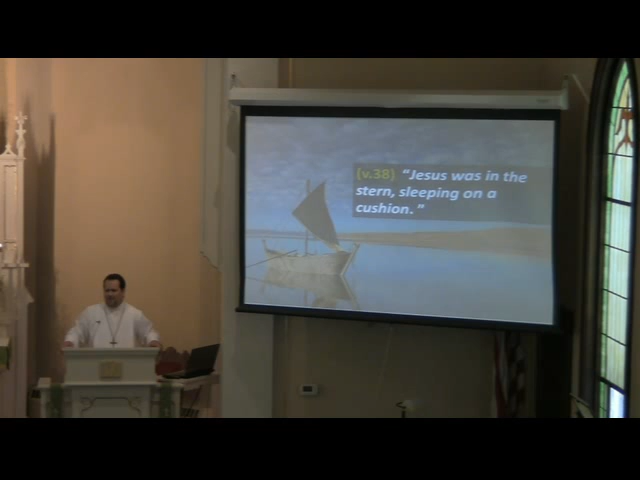 (v.38) "Jesus was in the
stern, sleeping on a
cushion."